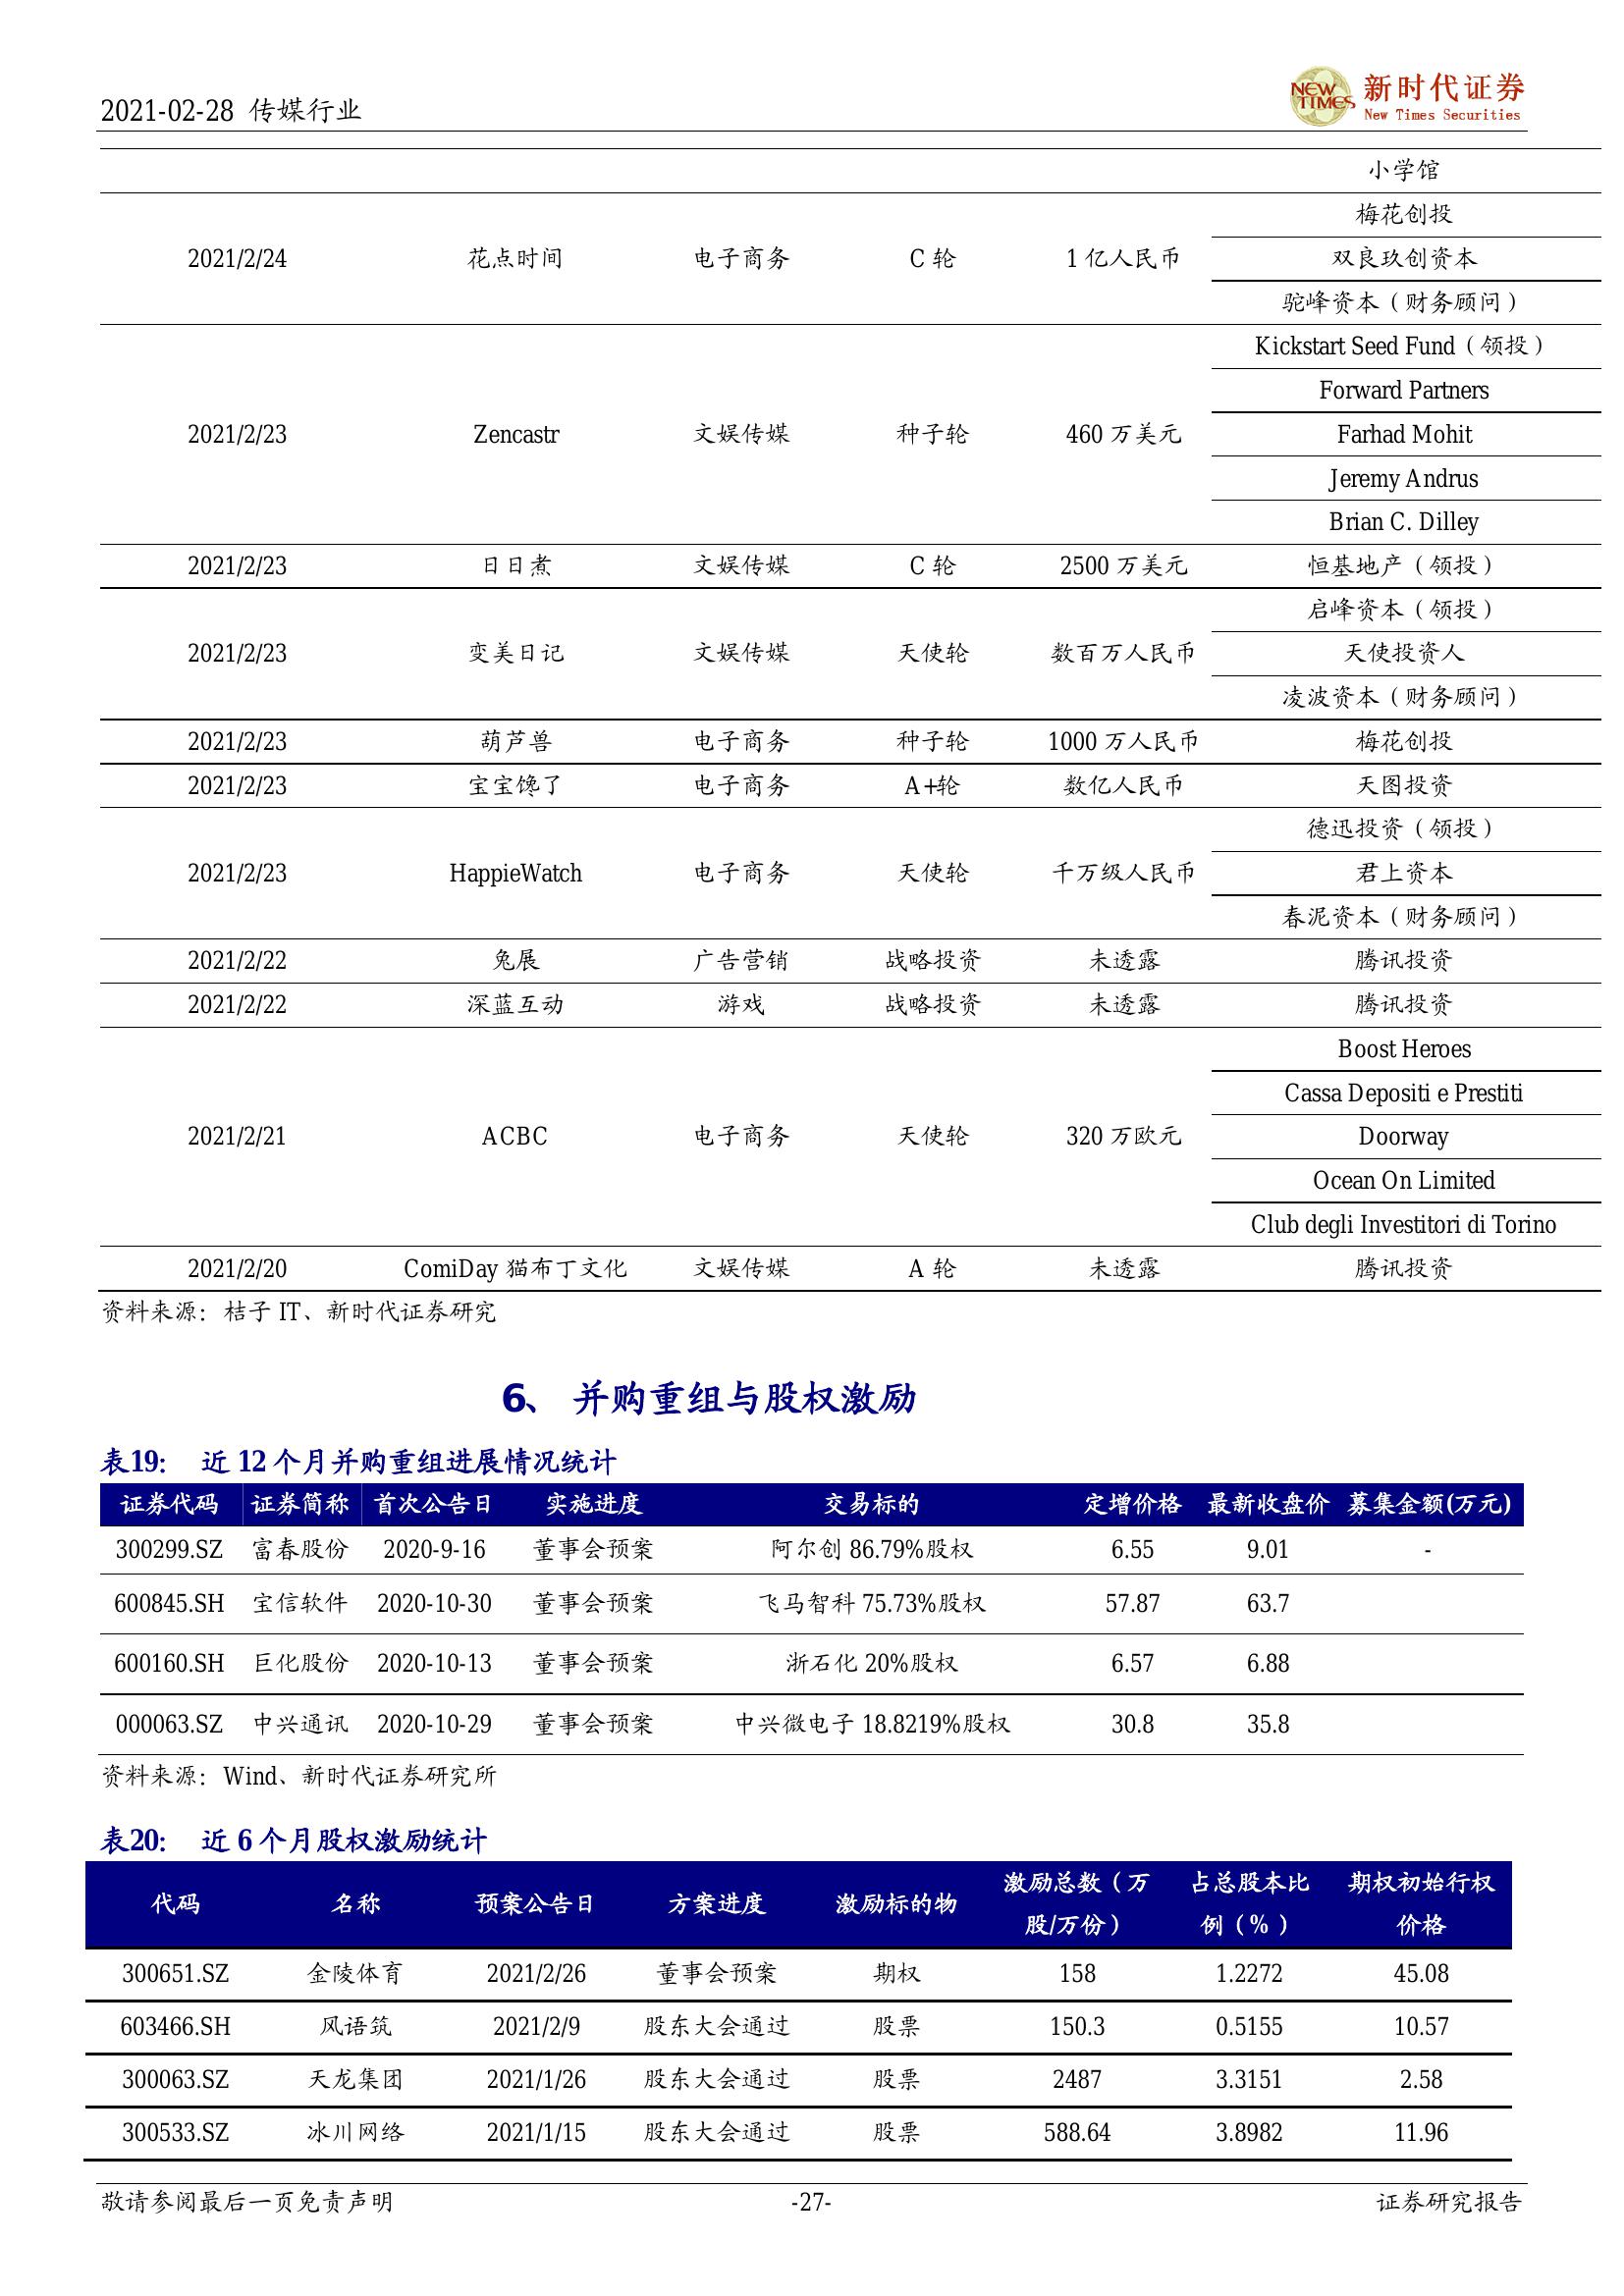 2021-02-28 传媒行业
NEW TIMES 新时代证券
New Times Securities
小学馆
梅花创投
2021/2/24 花点时间 电子商务 C 轮 1 亿人民币 双良玖创资本
驼峰资本（财务顾问）
Kickstart Seed Fund（领投）
Forward Partners
2021/2/23 Zencastr 文娱传媒 种子轮 460 万美元 Farhad Mohit
Jeremy Andrus
Brian C. Dilley
2021/2/23 日日煮 文娱传媒 C 轮 2500 万美元 恒基地产（领投）
启峰资本（领投）
2021/2/23 变美日记 文娱传媒 天使轮 数百万人民币 天使投资人
凌波资本（财务顾问）
2021/2/23 葫芦兽 电子商务 种子轮 1000 万人民币 梅花创投
2021/2/23 宝宝馋了 电子商务 A+轮 数亿人民币 天图投资
德迅投资（领投）
2021/2/23 HappieWatch 电子商务 天使轮 千万级人民币 君上资本
春泥资本（财务顾问）
2021/2/22 兔展 广告营销 战略投资 未透露 腾讯投资
2021/2/22 深蓝互动 游戏 战略投资 未透露 腾讯投资
Boost Heroes
Cassa Depositi e Prestiti
2021/2/21 ACBC 电子商务 天使轮 320 万欧元 Doorway
Ocean On Limited
Club degli Investitori di Torino
2021/2/20 ComiDay 猫布丁文化 文娱传媒 A 轮 未透露 腾讯投资
资料来源：桔子 IT、新时代证券研究
6、 并购重组与股权激励
表19： 近 12 个月并购重组进展情况统计
证券代码 证券简称 首次公告日 实施进度 交易标的 定增价格 最新收盘价 募集金额(万元)
300299.SZ 富春股份 2020-9-16 董事会预案 阿尔创 86.79%股权 6.55 9.01 -
600845.SH 宝信软件 2020-10-30 董事会预案 飞马智科 75.73%股权 57.87 63.7
600160.SH 巨化股份 2020-10-13 董事会预案 浙石化 20%股权 6.57 6.88
000063.SZ 中兴通讯 2020-10-29 董事会预案 中兴微电子 18.8219%股权 30.8 35.8
资料来源：Wind、新时代证券研究所
表20： 近 6 个月股权激励统计
代码 名称 预案公告日 方案进度 激励标的物 激励总数（万股/万份） 占总股本比例（%） 期权初始行权价格
300651.SZ 金陵体育 2021/2/26 董事会预案 期权 158 1.2272 45.08
603466.SH 风语筑 2021/2/9 股东大会通过 股票 150.3 0.5155 10.57
300063.SZ 天龙集团 2021/1/26 股东大会通过 股票 2487 3.3151 2.58
300533.SZ 冰川网络 2021/1/15 股东大会通过 股票 588.64 3.8982 11.96
敬请参阅最后一页免责声明 -27- 证券研究报告